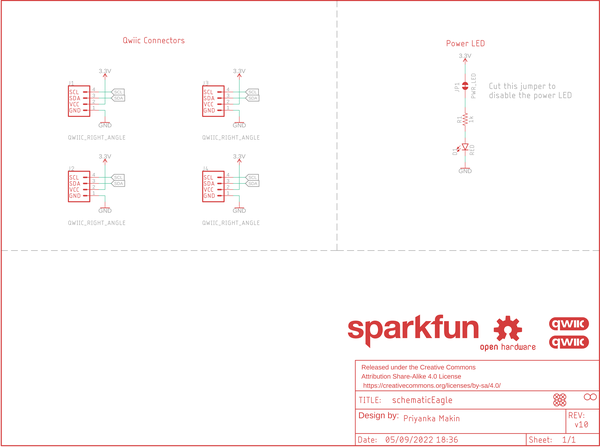 Qwiic Connectors
Power LED
3.3V
J1
SCL
SDA
VCC
GND
4
3
2
1
SCL
SDA
GND
QWIIC_RIGHT_ANGLE
3.3V
SCL
SDA
VCC
GND
4
3
2
1
SCL
SDA
GND
QWIIC_RIGHT_ANGLE
3.3V
SCL
SDA
VCC
GND
4
3
2
1
SCL
SDA
GND
QWIIC_RIGHT_ANGLE
3.3V
SCL
SDA
VCC
GND
4
3
2
1
SCL
SDA
GND
QWIIC_RIGHT_ANGLE
3.3V
JP1
PWR_LED
Cut this jumper to
disable the power LED
R1
1k
D1
RED
GND
sparkfun
open hardware
qwiic
qwiic
Released under the Creative Commons
Attribution Share-Alike 4.0 License
https://creativecommons.org/licenses/by-sa/4.0/
TITLE: schematicEagle
Design by: Priyanka Makin
REV:
v10
Date: 05/09/2022 18:36
Sheet: 1/1